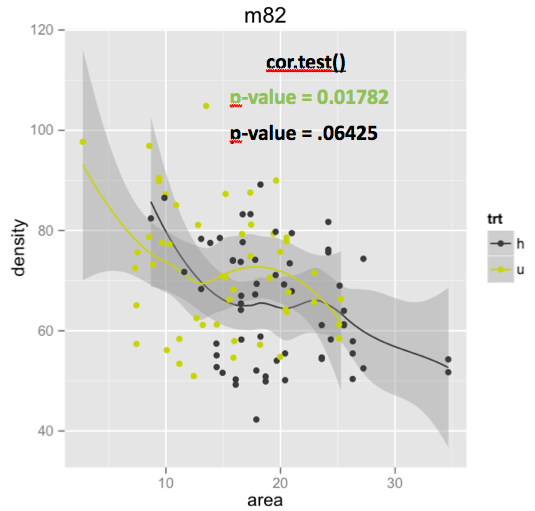 m82
cor.test()
p-value = 0.01782
p-value = .06425
120
100
80
60
40
density
10
20
30
area
trt
h
u